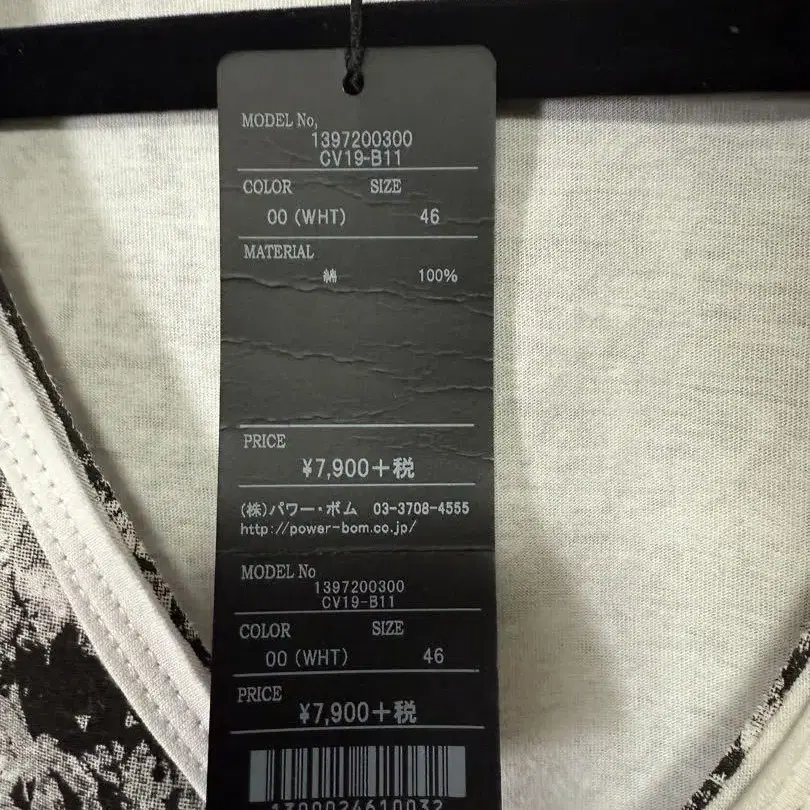 MODEL No,
1397200300
CV19-B11
COLOR SIZE
00 (WHT) 46
MATERIAL
綿 100%
PRICE
¥7,900+税
(株)パワー・ボム 03-3708-4555
http://power-bom.co.jp/
MODEL No
1397200300
CV19-B11
COLOR SIZE
00 (WHT) 46
PRICE
¥7,900+税